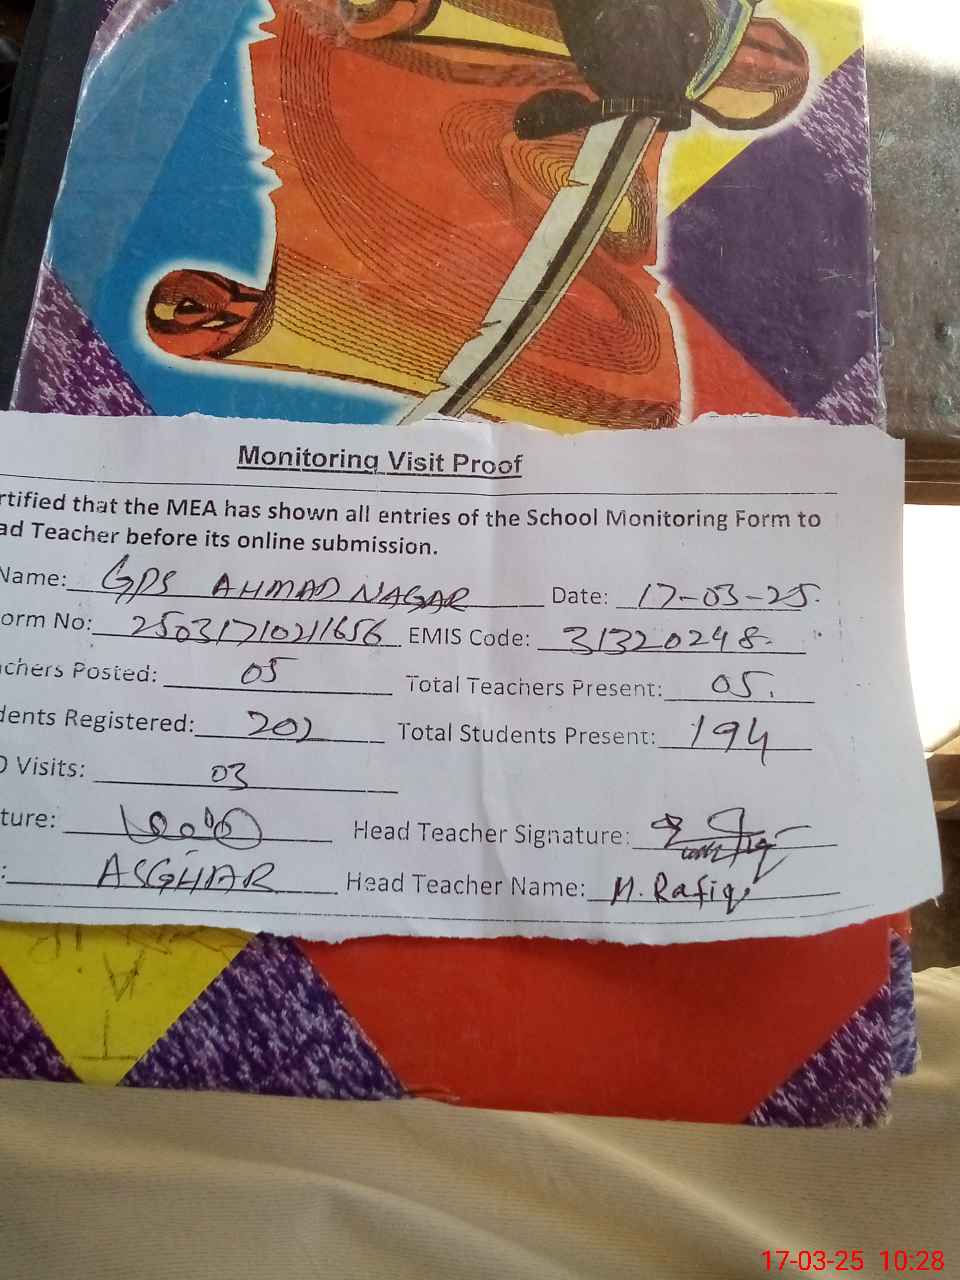 Monitoring Visit Proof
rtified that the MEA has shown all entries of the School Monitoring Form to
ad Teacher before its online submission.
Name: GPS AHMAD NAGAR Date: 17-03-25
orm No: 25031710211656 EMIS Code: 31320248
chers Posted: 05 Total Teachers Present: 05
dents Registered: 202 Total Students Present: 194
Visits: 03
ture: Head Teacher Signature:
: ASGHAR Head Teacher Name: M. Rafiq
17-03-25 10:28